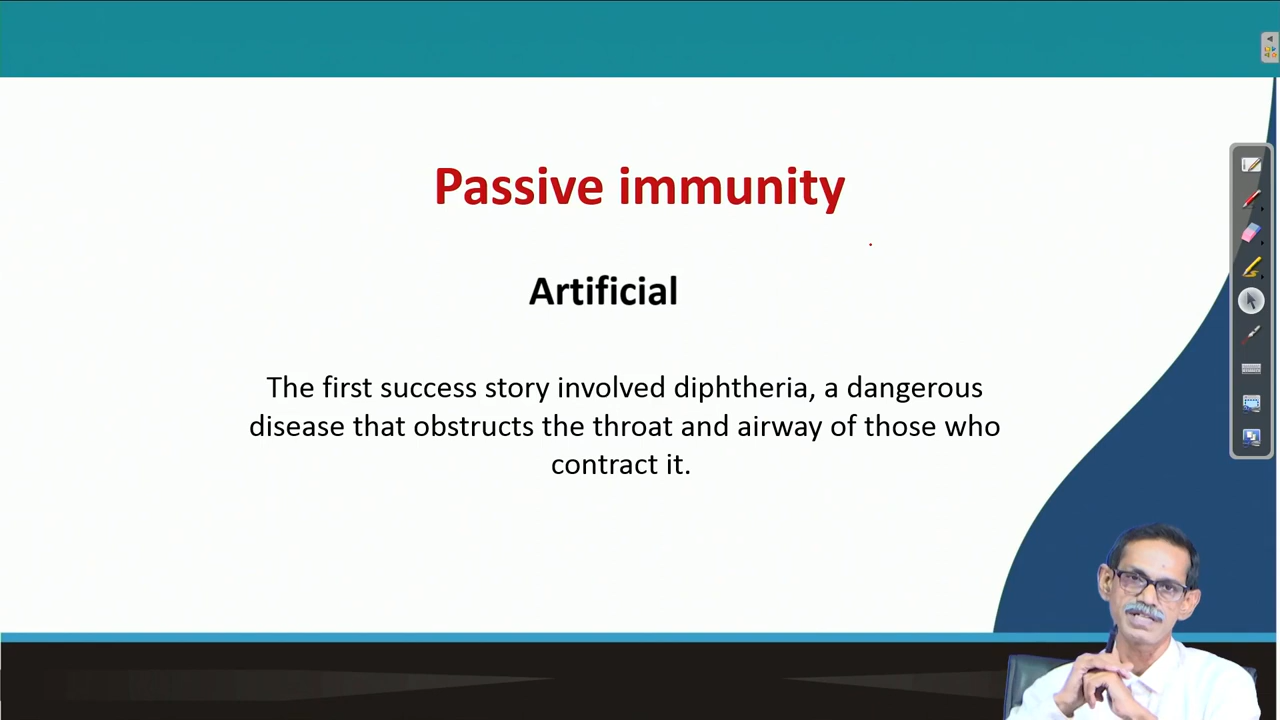 Passive immunity
Artificial
The first success story involved diphtheria, a dangerous
disease that obstructs the throat and airway of those who
contract it.